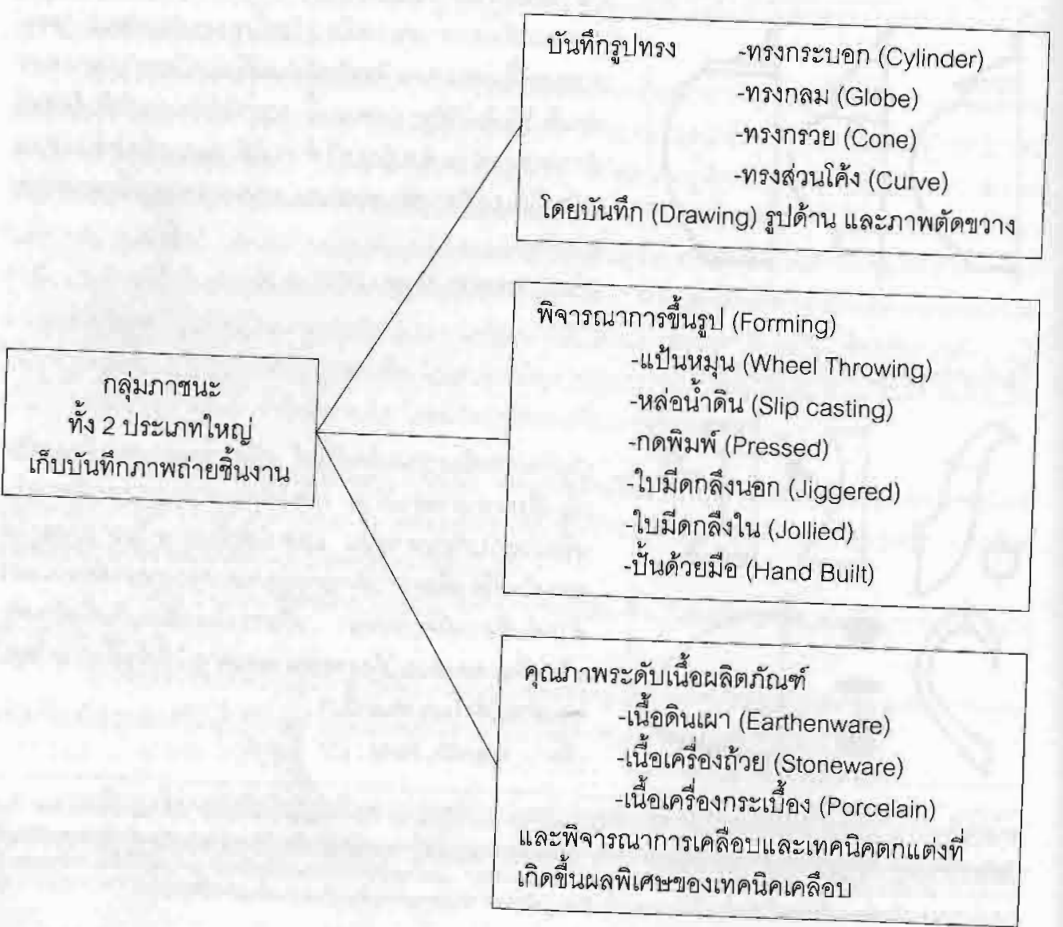 บันทึกรูปทรง -ทรงกระบอก (Cylinder)
-ทรงกลม (Globe)
-ทรงกรวย (Cone)
-ทรงส่วนโค้ง (Curve)
โดยบันทึก (Drawing) รูปด้าน และภาพตัดขวาง
พิจารณาการขึ้นรูป (Forming)
-แป้นหมุน (Wheel Throwing)
-หล่อน้ำดิน (Slip casting)
-กดพิมพ์ (Pressed)
-ใบมีดกลึงนอก (Jiggered)
-ใบมีดกลึงใน (Jollied)
-ปั้นด้วยมือ (Hand Built)
กลุ่มภาชนะ
ทั้ง 2 ประเภทใหญ่
เก็บบันทึกภาพถ่ายชิ้นงาน
คุณภาพระดับเนื้อผลิตภัณฑ์
-เนื้อดินเผา (Earthenware)
-เนื้อเครื่องถ้วย (Stoneware)
-เนื้อเครื่องกระเบื้อง (Porcelain)
และพิจารณาการเคลือบและเทคนิคตกแต่งที่
เกิดขึ้นผลพิเศษของเทคนิคเคลือบ